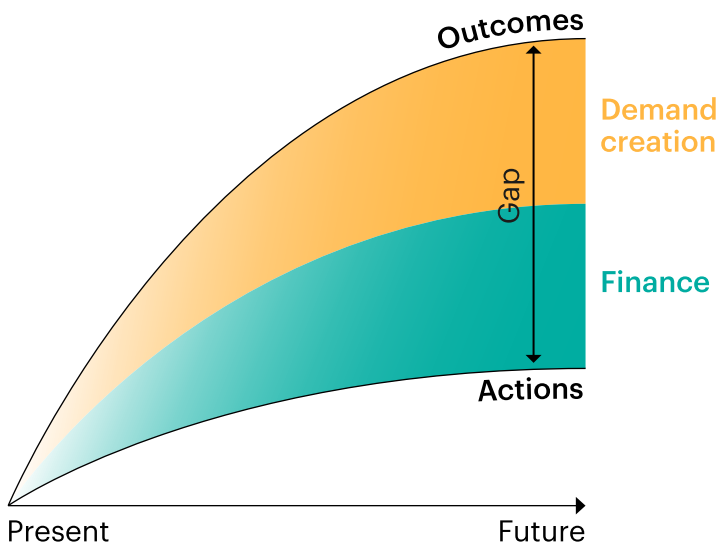 Outcomes
Demand
creation
Gap
Finance
Actions
Present
Future